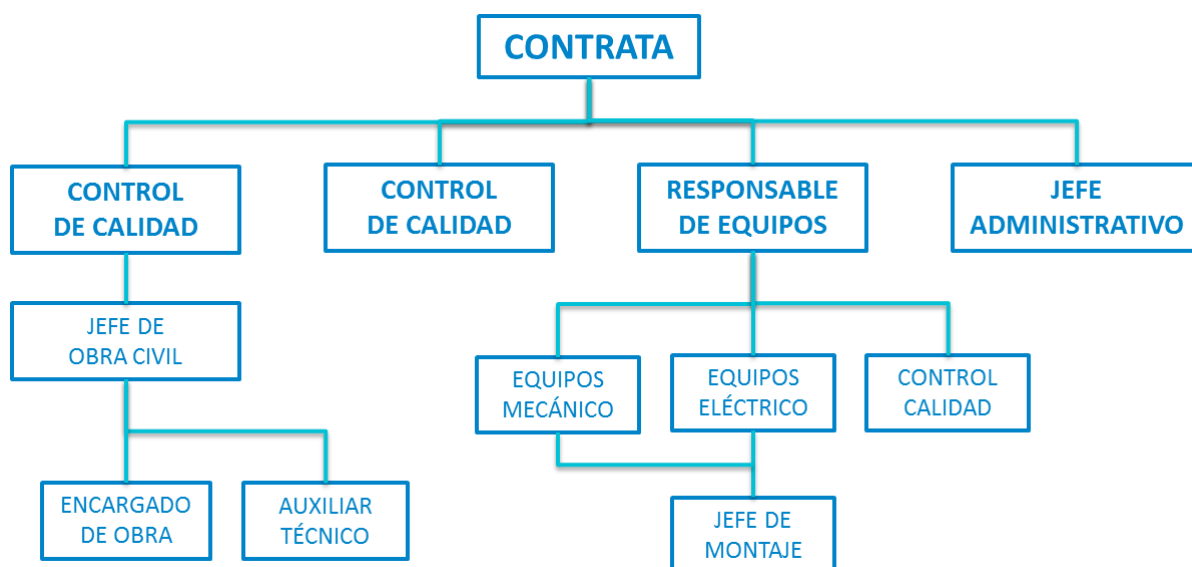 CONTRATA
CONTROL
DE CALIDAD
CONTROL
DE CALIDAD
RESPONSABLE
DE EQUIPOS
JEFE
ADMINISTRATIVO
JEFE DE
OBRA CIVIL
EQUIPOS
MECÁNICO
EQUIPOS
ELÉCTRICO
CONTROL
CALIDAD
ENCARGADO
DE OBRA
AUXILIAR
TÉCNICO
JEFE DE
MONTAJE